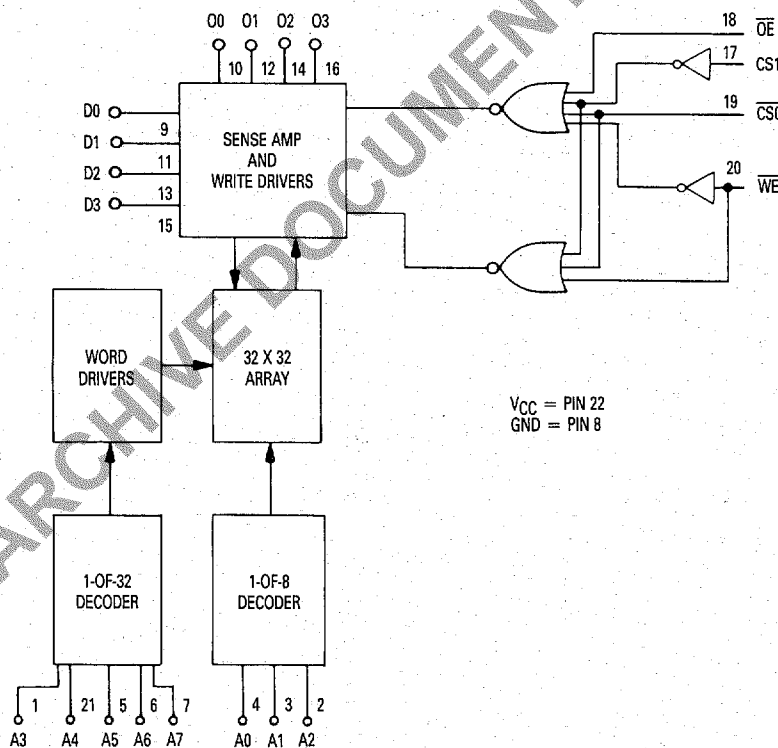 O0 O1 O2 O3
10 12 14 16
18 OE
17 CS1
19 CS0
20 WE
D0
9
D1
11
D2
13
D3
15
SENSE AMP
AND
WRITE DRIVERS
WORD
DRIVERS
32 X 32
ARRAY
VCC = PIN 22
GND = PIN 8
1-OF-32
DECODER
1-OF-8
DECODER
1 21 5 6 7
4 3 2
A3 A4 A5 A6 A7
A0 A1 A2
ARCHIVE DOCUMENT